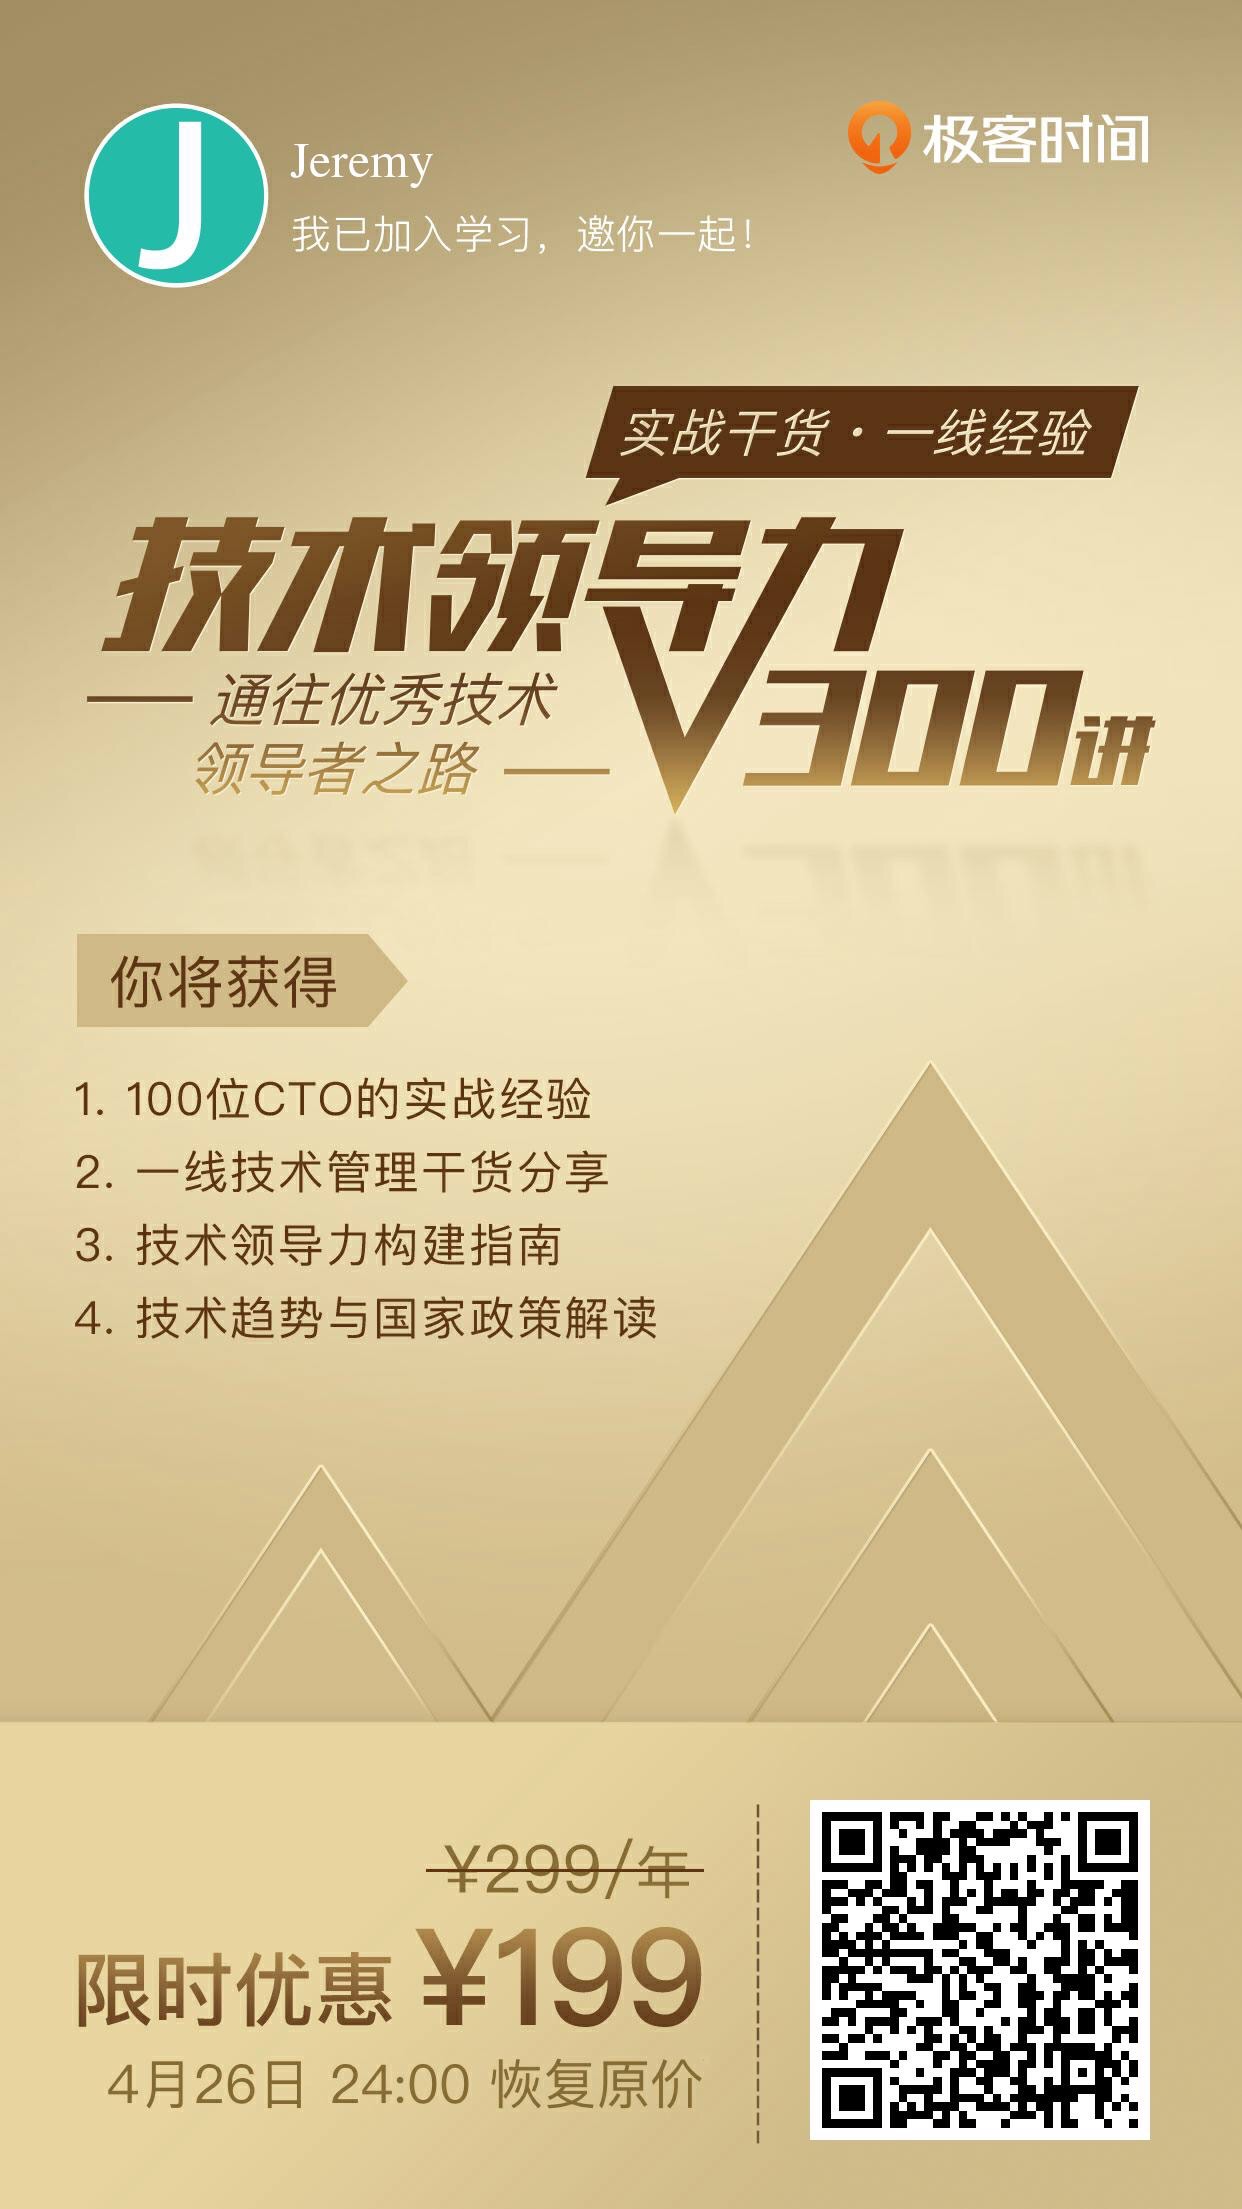 J
Jeremy
极客时间
我已加入学习，邀你一起！
实战干货·一线经验
技术领导力
300讲
—— 通往优秀技术
领导者之路 ——
你将获得
1. 100位CTO的实战经验
2. 一线技术管理干货分享
3. 技术领导力构建指南
4. 技术趋势与国家政策解读
¥299/年
限时优惠 ¥199
4月26日 24:00 恢复原价